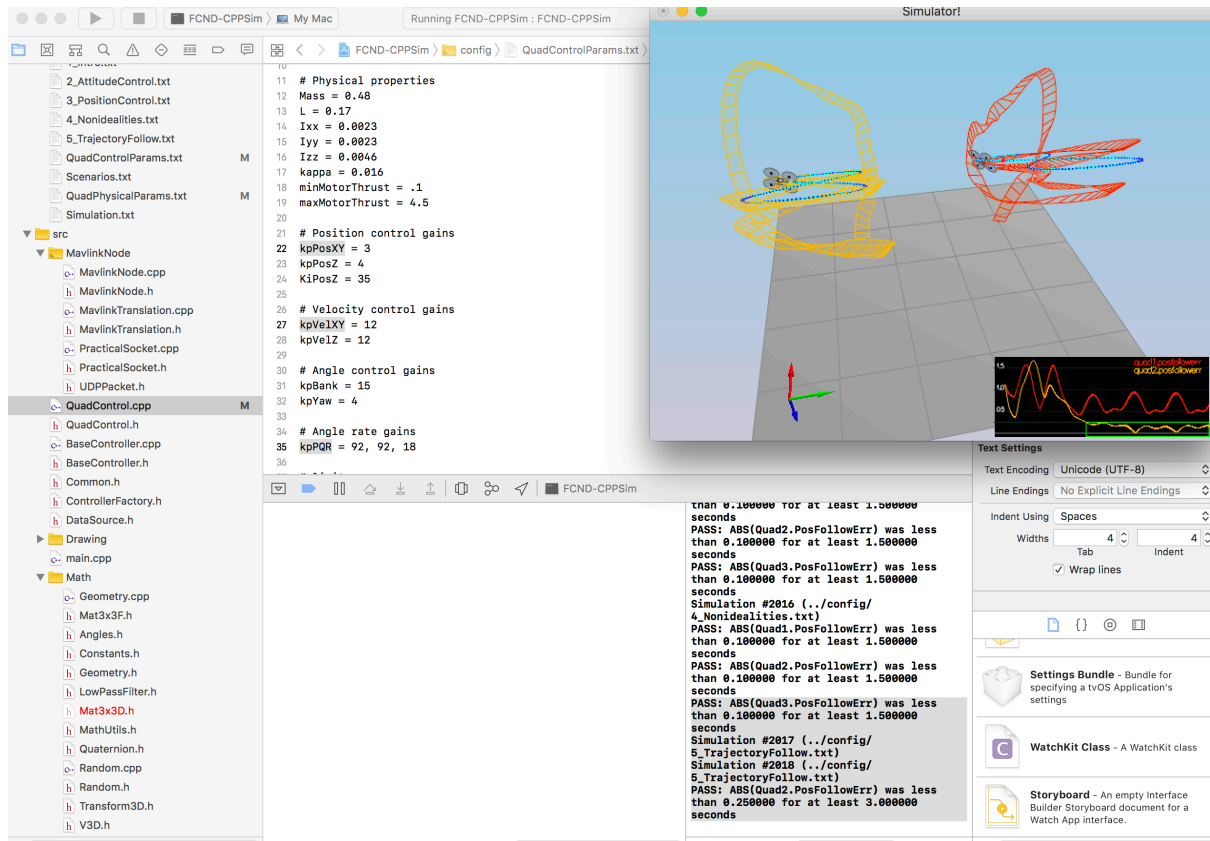 FCND-CPPSim
My Mac
Running FCND-CPPSim : FCND-CPPSim
FCND-CPPSim
config
QuadControlParams.txt
1_Intro.txt
2_AttitudeControl.txt
3_PositionControl.txt
4_Nonidealities.txt
5_TrajectoryFollow.txt
QuadControlParams.txt M
Scenarios.txt
QuadPhysicalParams.txt M
Simulation.txt
src
MavlinkNode
MavlinkNode.cpp
MavlinkNode.h
MavlinkTranslation.cpp
MavlinkTranslation.h
PracticalSocket.cpp
PracticalSocket.h
UDPPacket.h
QuadControl.cpp M
QuadControl.h
BaseController.cpp
BaseController.h
Common.h
ControllerFactory.h
DataSource.h
Drawing
main.cpp
Math
Geometry.cpp
Mat3x3F.h
Angles.h
Constants.h
Geometry.h
LowPassFilter.h
Mat3x3D.h
MathUtils.h
Quaternion.h
Random.cpp
Random.h
Transform3D.h
V3D.h
10
11 # Physical properties
12 Mass = 0.48
13 L = 0.17
14 Ixx = 0.0023
15 Iyy = 0.0023
16 Izz = 0.0046
17 kappa = 0.016
18 minMotorThrust = .1
19 maxMotorThrust = 4.5
20
21 # Position control gains
22 kpPosXY = 3
23 kpPosZ = 4
24 KiPosZ = 35
25
26 # Velocity control gains
27 kpVelXY = 12
28 kpVelZ = 12
29
30 # Angle control gains
31 kpBank = 15
32 kpYaw = 4
33
34 # Angle rate gains
35 kpPQR = 92, 92, 18
36
Simulator!
quad1.posfollowerr
quad2.posfollowerr
1.5
1.0
0.5
FCND-CPPSim
than 0.100000 for at least 1.500000
seconds
PASS: ABS(Quad2.PosFollowErr) was less
than 0.100000 for at least 1.500000
seconds
PASS: ABS(Quad3.PosFollowErr) was less
than 0.100000 for at least 1.500000
seconds
Simulation #2016 (../config/
4_Nonidealities.txt)
PASS: ABS(Quad1.PosFollowErr) was less
than 0.100000 for at least 1.500000
seconds
PASS: ABS(Quad2.PosFollowErr) was less
than 0.100000 for at least 1.500000
seconds
PASS: ABS(Quad3.PosFollowErr) was less
than 0.100000 for at least 1.500000
seconds
Simulation #2017 (../config/
5_TrajectoryFollow.txt)
Simulation #2018 (../config/
5_TrajectoryFollow.txt)
PASS: ABS(Quad2.PosFollowErr) was less
than 0.250000 for at least 3.000000
seconds
Text Settings
Text Encoding Unicode (UTF-8)
Line Endings No Explicit Line Endings
Indent Using Spaces
Widths 4 4
Tab Indent
Wrap lines
{}
Settings Bundle - Bundle for
specifying a tvOS Application's
settings
C
WatchKit Class - A WatchKit class
Storyboard - An empty Interface
Builder Storyboard document for a
Watch App interface.